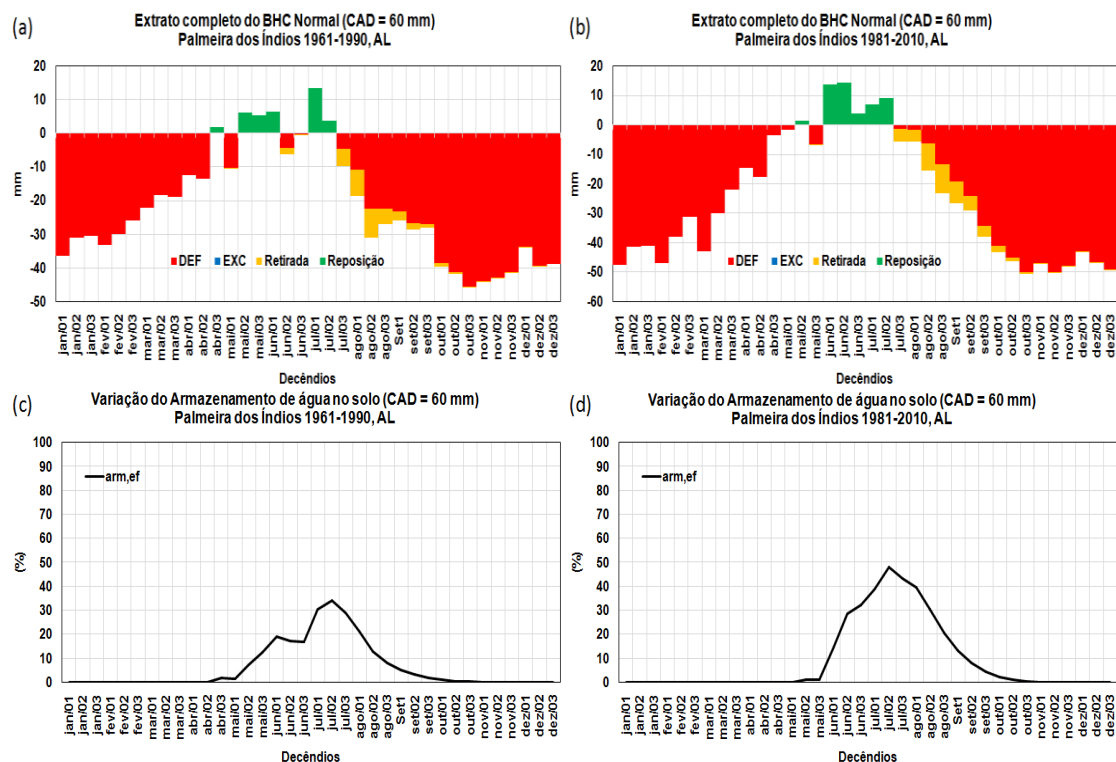 (a)
Extrato completo do BHC Normal (CAD = 60 mm)
Palmeira dos Índios 1961-1990, AL
20
10
0
-10
-20
-30
-40
-50
mm
DEF EXC Retirada Reposição
jan/01
jan/02
jan/03
fev/01
fev/02
fev/03
mar/01
mar/02
mar/03
abr/01
abr/02
abr/03
mai/01
mai/02
mai/03
jun/01
jun/02
jun/03
jul/01
jul/02
jul/03
ago/01
ago/02
ago/03
Set1
set/02
set/03
out/01
out/02
out/03
nov/01
nov/02
nov/03
dez/01
dez/02
dez/03
Decêndios
(b)
Extrato completo do BHC Normal (CAD = 60 mm)
Palmeira dos Índios 1981-2010, AL
20
10
0
-10
-20
-30
-40
-50
-60
mm
DEF EXC Retirada Reposição
jan/01
jan/02
jan/03
fev/01
fev/02
fev/03
mar/01
mar/02
mar/03
abr/01
abr/02
abr/03
mai/01
mai/02
mai/03
jun/01
jun/02
jun/03
jul/01
jul/02
jul/03
ago/01
ago/02
ago/03
Set1
set/02
set/03
out/01
out/02
out/03
nov/01
nov/02
nov/03
dez/01
dez/02
dez/03
Decêndios
(c)
Variação do Armazenamento de água no solo (CAD = 60 mm)
Palmeira dos Índios 1961-1990, AL
100
90
80
70
60
50
40
30
20
10
0
(%)
arm,ef
jan/01
jan/02
jan/03
fev/01
fev/02
fev/03
mar/01
mar/02
mar/03
abr/01
abr/02
abr/03
mai/01
mai/02
mai/03
jun/01
jun/02
jun/03
jul/01
jul/02
jul/03
ago/01
ago/02
ago/03
Set1
set/02
set/03
out/01
out/02
out/03
nov/01
nov/02
nov/03
dez/01
dez/02
dez/03
Decêndios
(d)
Variação do Armazenamento de água no solo (CAD = 60 mm)
Palmeira dos Índios 1981-2010, AL
100
90
80
70
60
50
40
30
20
10
0
(%)
arm,ef
jan/01
jan/02
jan/03
fev/01
fev/02
fev/03
mar/01
mar/02
mar/03
abr/01
abr/02
abr/03
mai/01
mai/02
mai/03
jun/01
jun/02
jun/03
jul/01
jul/02
jul/03
ago/01
ago/02
ago/03
Set1
set/02
set/03
out/01
out/02
out/03
nov/01
nov/02
nov/03
dez/01
dez/02
dez/03
Decêndios